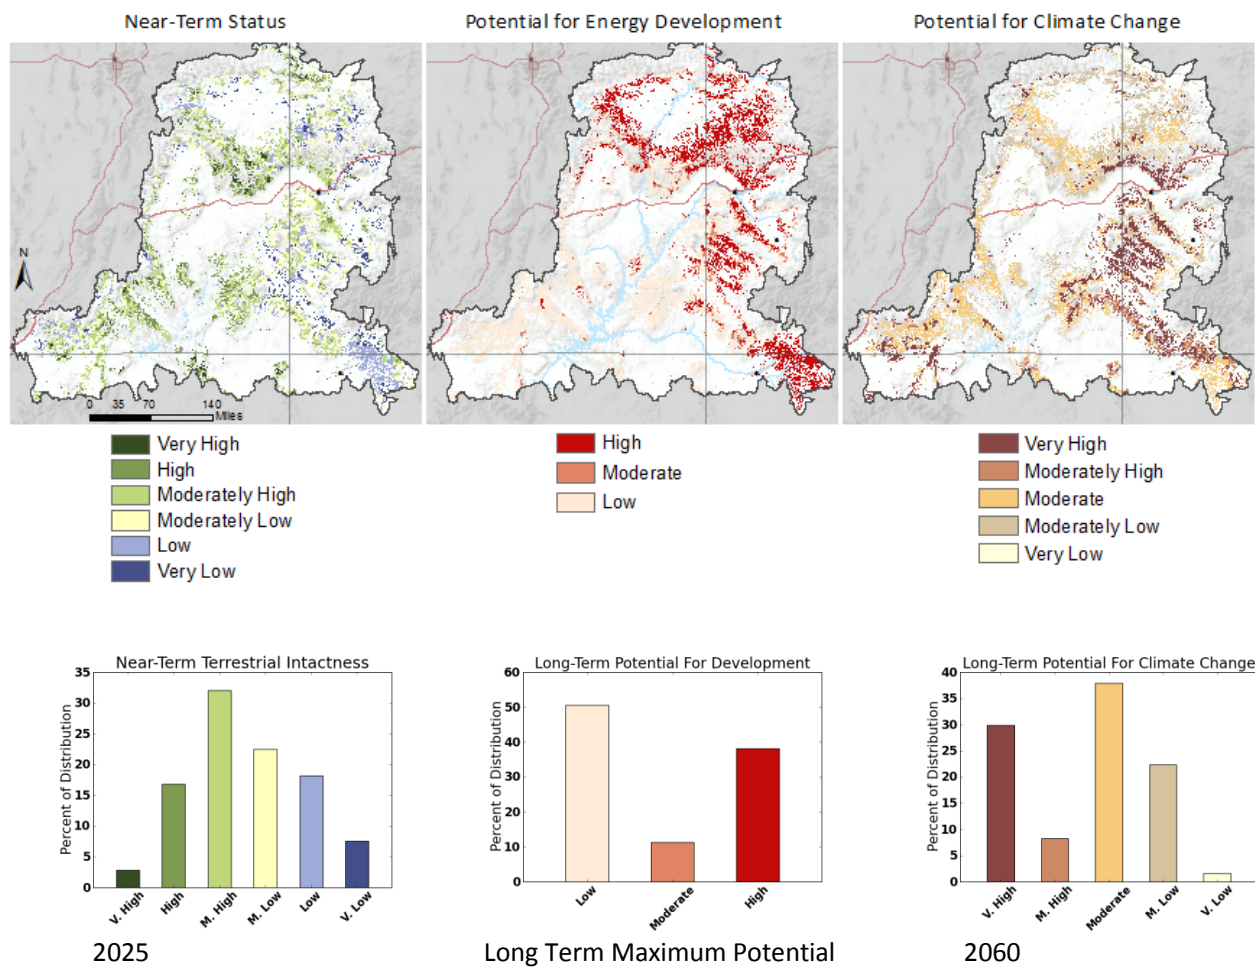 Near-Term Status
Potential for Energy Development
Potential for Climate Change
N
0 35 70 140
Miles
Very High
High
Moderately High
Moderately Low
Low
Very Low
High
Moderate
Low
Very High
Moderately High
Moderate
Moderately Low
Very Low
Near-Term Terrestrial Intactness
Percent of Distribution
35
30
25
20
15
10
5
0
V. High
High
M. High
M. Low
Low
V. Low
2025
Long-Term Potential For Development
Percent of Distribution
60
50
40
30
20
10
0
Low
Moderate
High
Long Term Maximum Potential
Long-Term Potential For Climate Change
Percent of Distribution
40
35
30
25
20
15
10
5
0
V. High
M. High
Moderate
M. Low
V. Low
2060